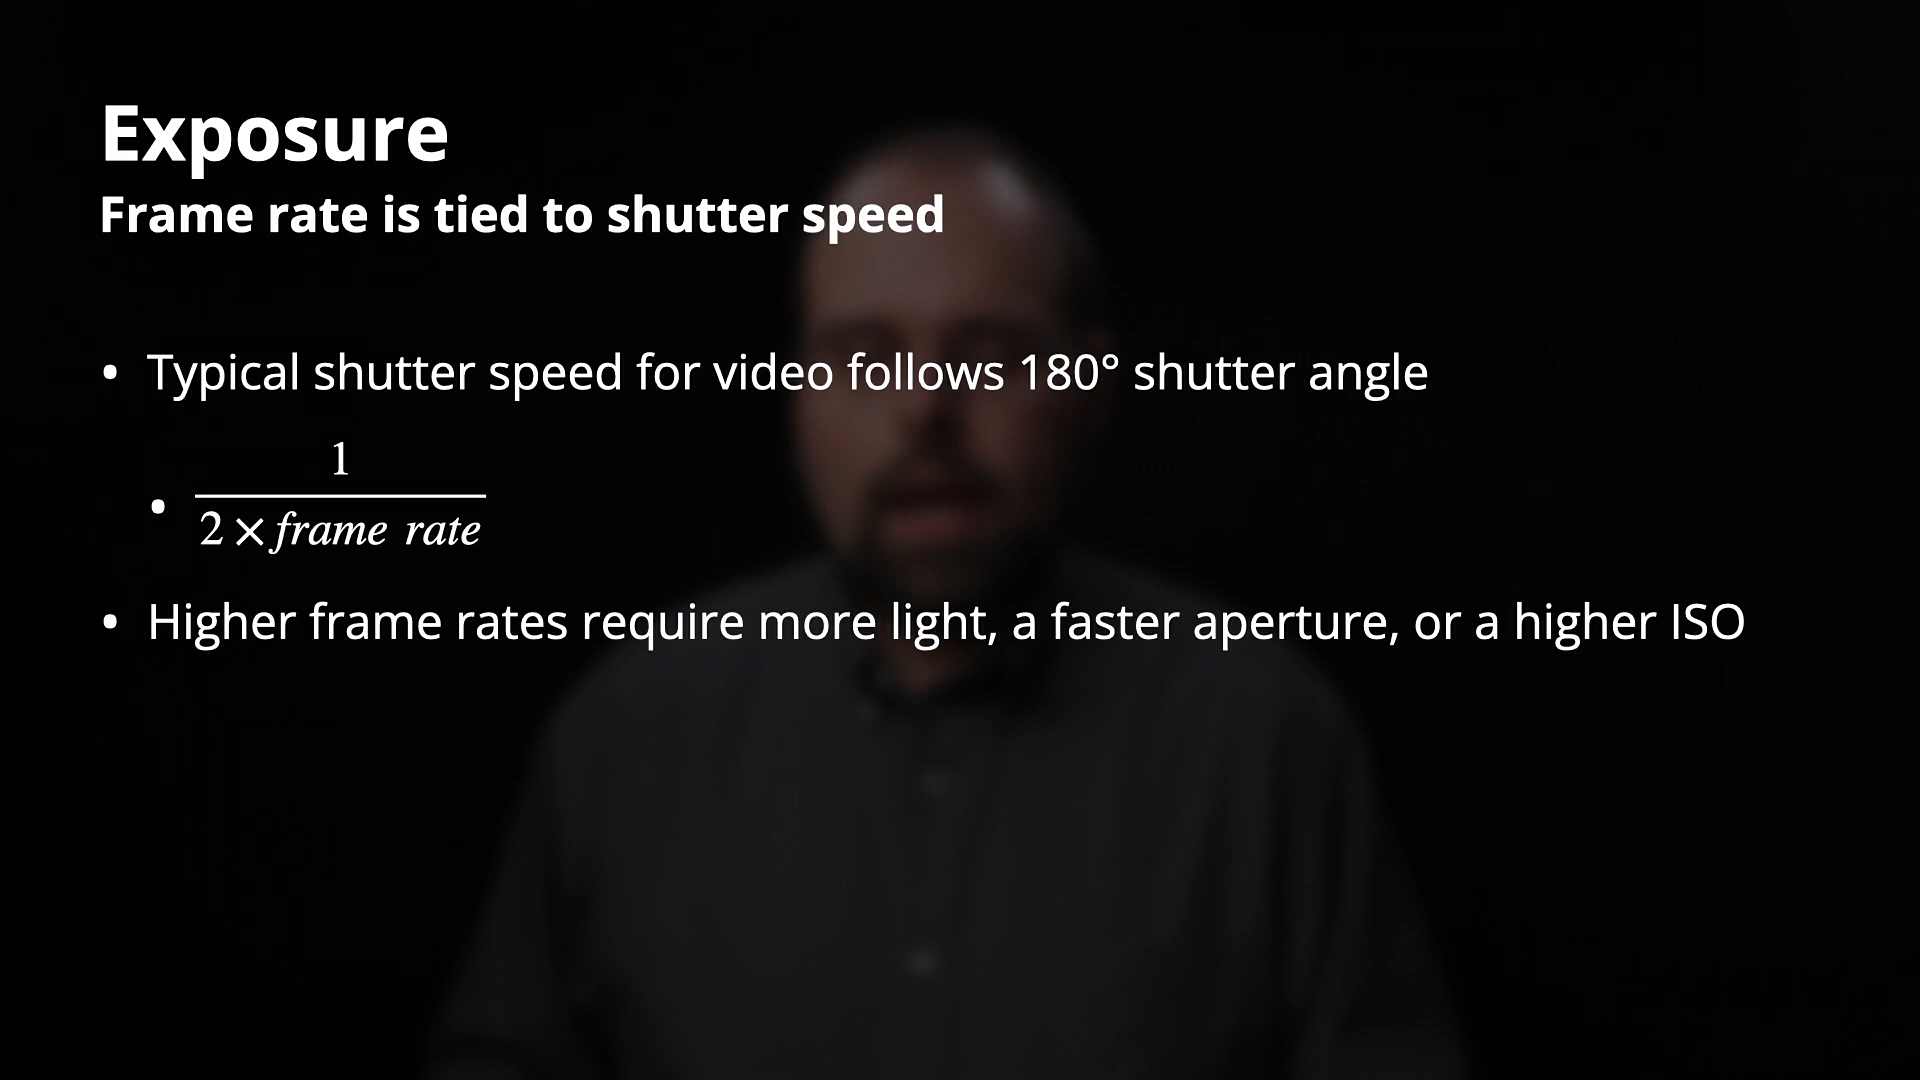 Exposure
Frame rate is tied to shutter speed
• Typical shutter speed for video follows 180° shutter angle
• 1
2 × frame rate
• Higher frame rates require more light, a faster aperture, or a higher ISO